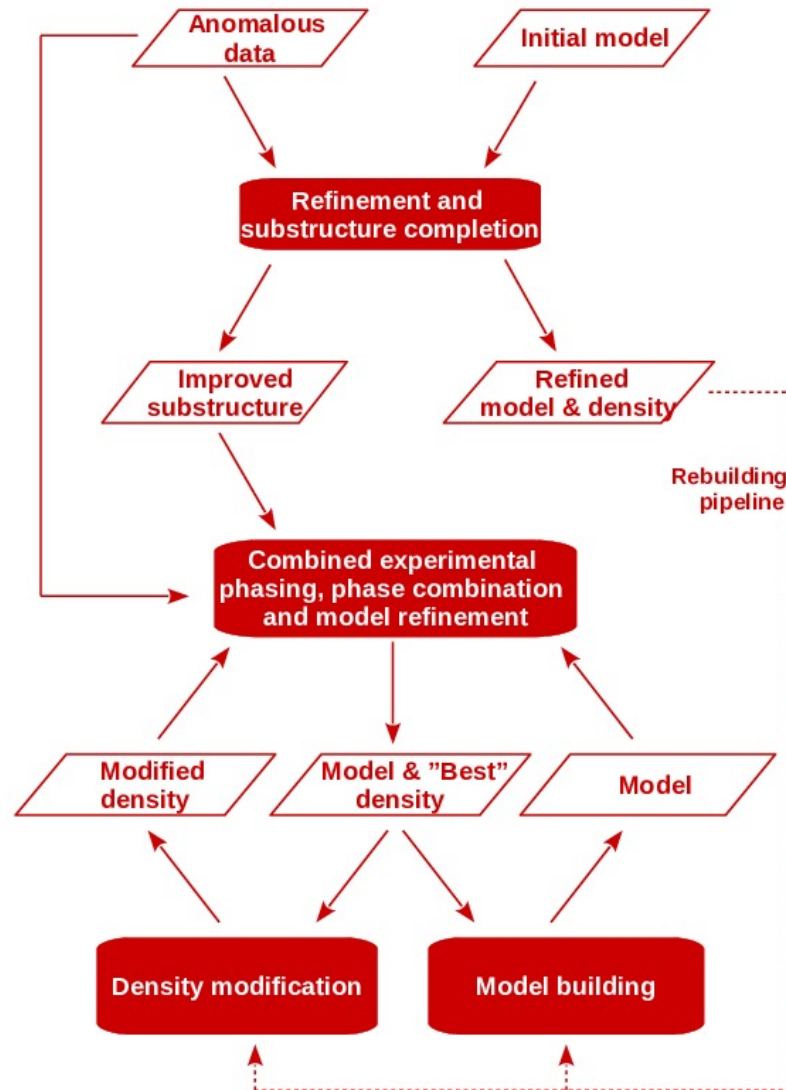 Anomalous
data
Initial model
Refinement and
substructure completion
Improved
substructure
Refined
model & density
Rebuilding
pipeline
Combined experimental
phasing, phase combination
and model refinement
Modified
density
Model & ”Best”
density
Model
Density modification
Model building